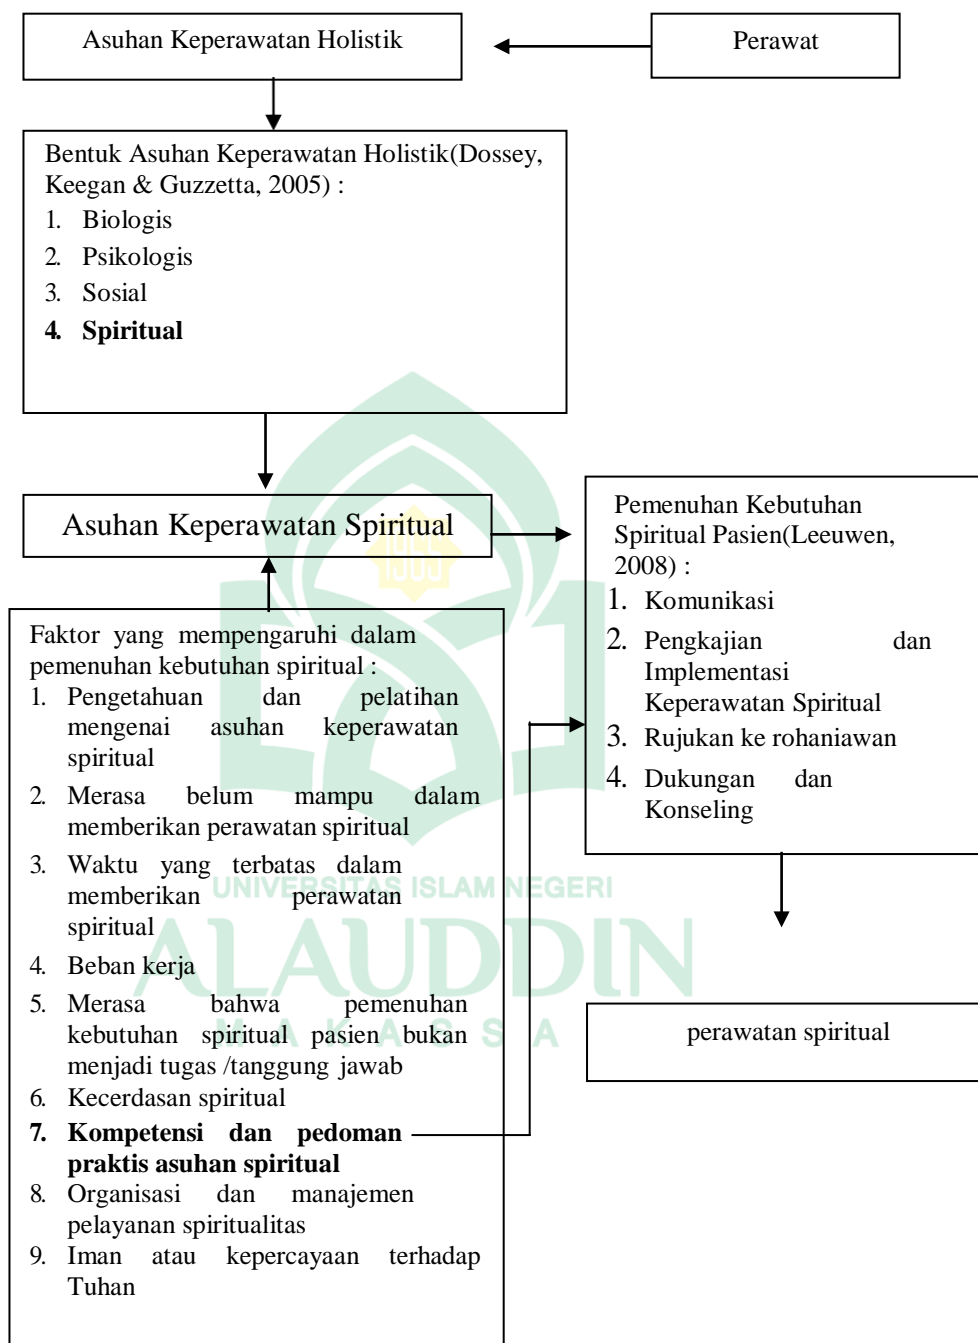 Asuhan Keperawatan Holistik
Perawat
Bentuk Asuhan Keperawatan Holistik(Dossey,
Keegan & Guzzetta, 2005) :
1. Biologis
2. Psikologis
3. Sosial
4. Spiritual
Asuhan Keperawatan Spiritual
1965
Pemenuhan Kebutuhan
Spiritual Pasien(Leeuwen,
2008) :
1. Komunikasi
2. Pengkajian dan
Implementasi
Keperawatan Spiritual
3. Rujukan ke rohaniawan
4. Dukungan dan
Konseling
Faktor yang mempengaruhi dalam
pemenuhan kebutuhan spiritual :
1. Pengetahuan dan pelatihan
mengenai asuhan keperawatan
spiritual
2. Merasa belum mampu dalam
memberikan perawatan spiritual
3. Waktu yang terbatas dalam
memberikan perawatan
spiritual
4. Beban kerja
5. Merasa bahwa pemenuhan
kebutuhan spiritual pasien bukan
menjadi tugas /tanggung jawab
6. Kecerdasan spiritual
7. Kompetensi dan pedoman
praktis asuhan spiritual
8. Organisasi dan manajemen
pelayanan spiritualitas
9. Iman atau kepercayaan terhadap
Tuhan
perawatan spiritual
UNIVERSITAS ISLAM NEGERI
ALAUDDIN
M A K A S S A